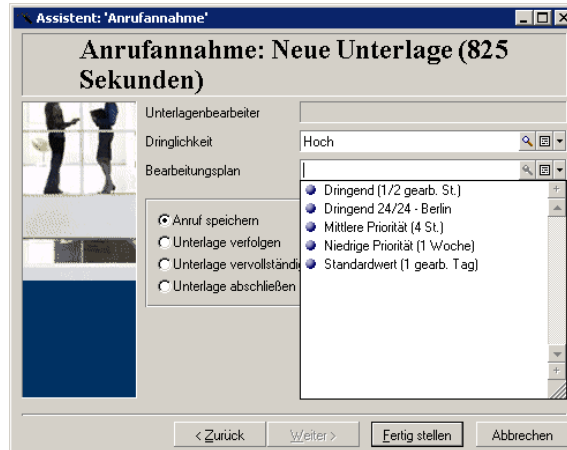 Assistent: 'Anrufannahme'
Anrufannahme: Neue Unterlage (825
Sekunden)
Unterlagenbearbeiter
Dringlichkeit
Hoch
Bearbeitungsplan
Dringend (1/2 gearb. St.)
Dringend 24/24 - Berlin
Mittlere Priorität (4 St.)
Niedrige Priorität (1 Woche)
Standardwert (1 gearb. Tag)
Anruf speichern
Unterlage verfolgen
Unterlage vervollständi
Unterlage abschließen
< Zurück
Weiter >
Fertig stellen
Abbrechen